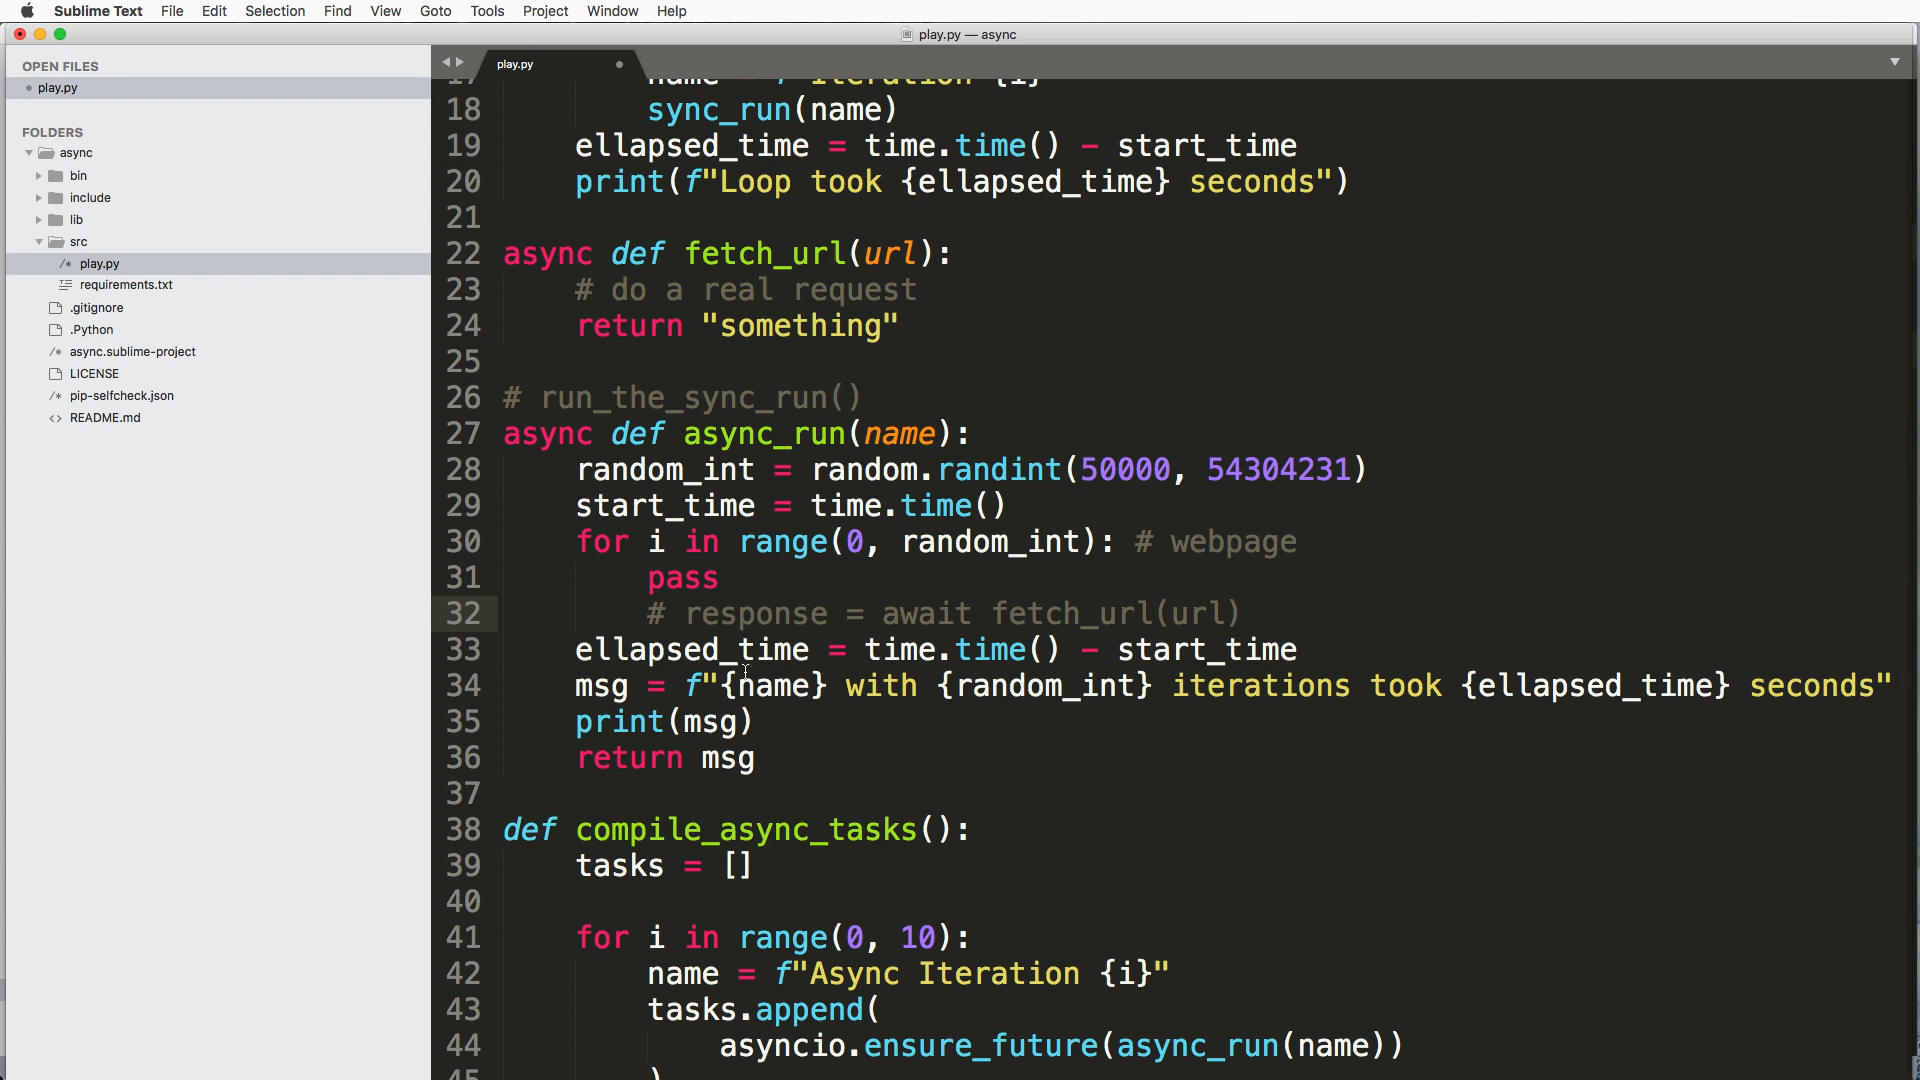 Sublime Text File Edit Selection Find View Goto Tools Project Window Help
play.py — async
OPEN FILES
play.py
FOLDERS
async
bin
include
lib
src
/* play.py
requirements.txt
.gitignore
.Python
/* async.sublime-project
LICENSE
/* pip-selfcheck.json
<> README.md
play.py
17 name = f"Iteration {i}"
18 sync_run(name)
19 ellapsed_time = time.time() - start_time
20 print(f"Loop took {ellapsed_time} seconds")
21
22 async def fetch_url(url):
23 # do a real request
24 return "something"
25
26 # run_the_sync_run()
27 async def async_run(name):
28 random_int = random.randint(50000, 54304231)
29 start_time = time.time()
30 for i in range(0, random_int): # webpage
31 pass
32 # response = await fetch_url(url)
33 ellapsed_time = time.time() - start_time
34 msg = f"{name} with {random_int} iterations took {ellapsed_time} seconds"
35 print(msg)
36 return msg
37
38 def compile_async_tasks():
39 tasks = []
40
41 for i in range(0, 10):
42 name = f"Async Iteration {i}"
43 tasks.append(
44 asyncio.ensure_future(async_run(name))
45 )